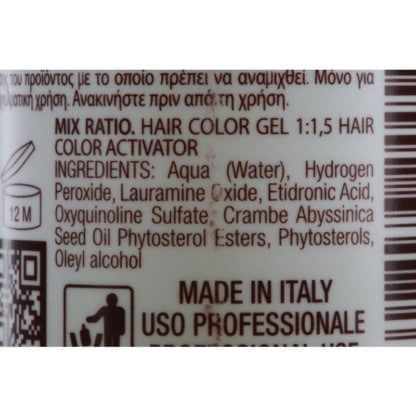 του προϊόντος με το οποίο πρέπει να αναμιχθεί. Μόνο για
χρήση. Ανακινήστε πριν από τη χρήση.
MIX RATIO. HAIR COLOR GEL 1:1,5 HAIR
COLOR ACTIVATOR
INGREDIENTS: Aqua (Water), Hydrogen
Peroxide, Lauramine Oxide, Etidronic Acid,
Oxyquinoline Sulfate, Crambe Abyssinica
Seed Oil Phytosterol Esters, Phytosterols,
Oleyl alcohol
12 M
MADE IN ITALY
USO PROFESSIONALE
PROFESSIONAL USE